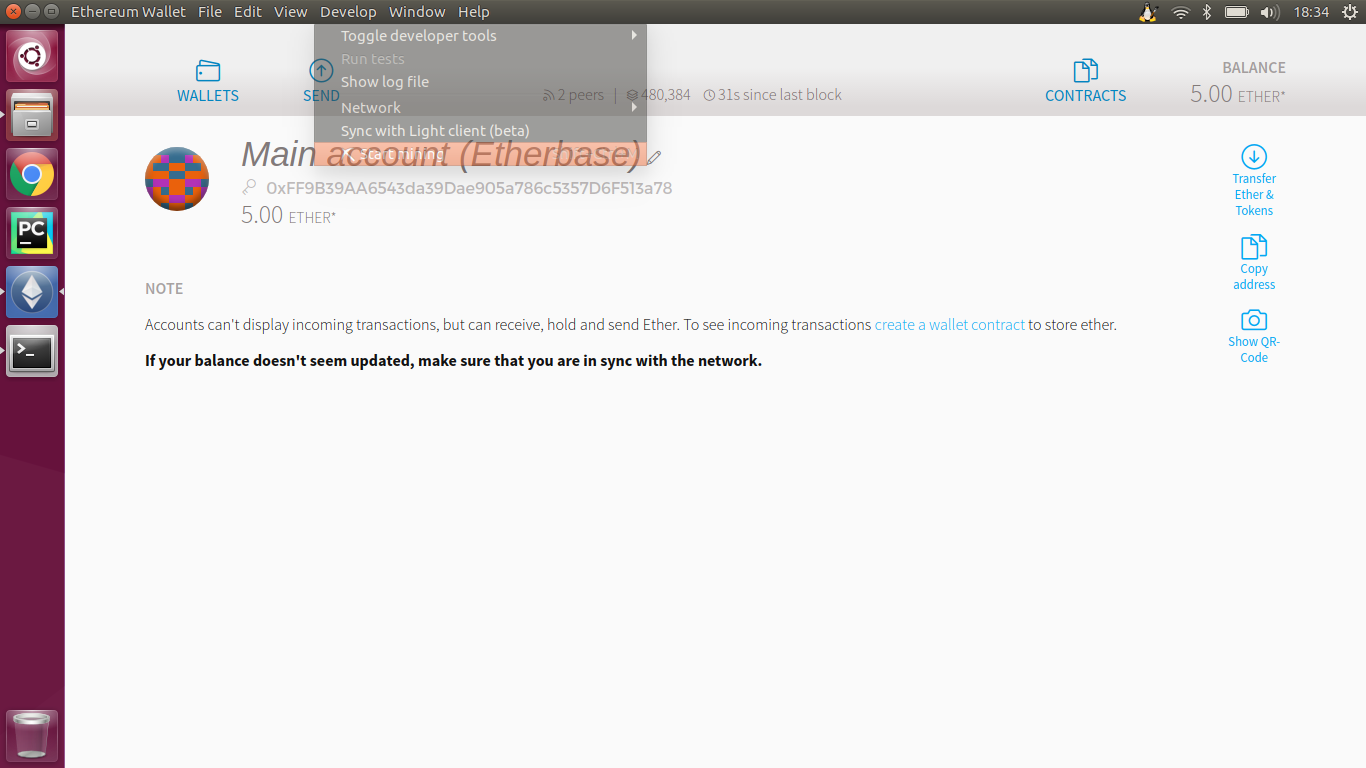 Ethereum Wallet File Edit View Develop Window Help 18:34
Toggle developer tools
Run tests
Show log file
Network
Sync with Light client (beta)
Start mining
WALLETS
SEND
2 peers | 480,384 31s since last block
CONTRACTS
BALANCE
5.00 ETHER*
Main account (Etherbase)
0xFF9B39AA6543da39Dae905a786c5357D6F513a78
5.00 ETHER*
Transfer
Ether &
Tokens
Copy
address
Show QR-
Code
NOTE
Accounts can't display incoming transactions, but can receive, hold and send Ether. To see incoming transactions create a wallet contract to store ether.
If your balance doesn't seem updated, make sure that you are in sync with the network.
PC